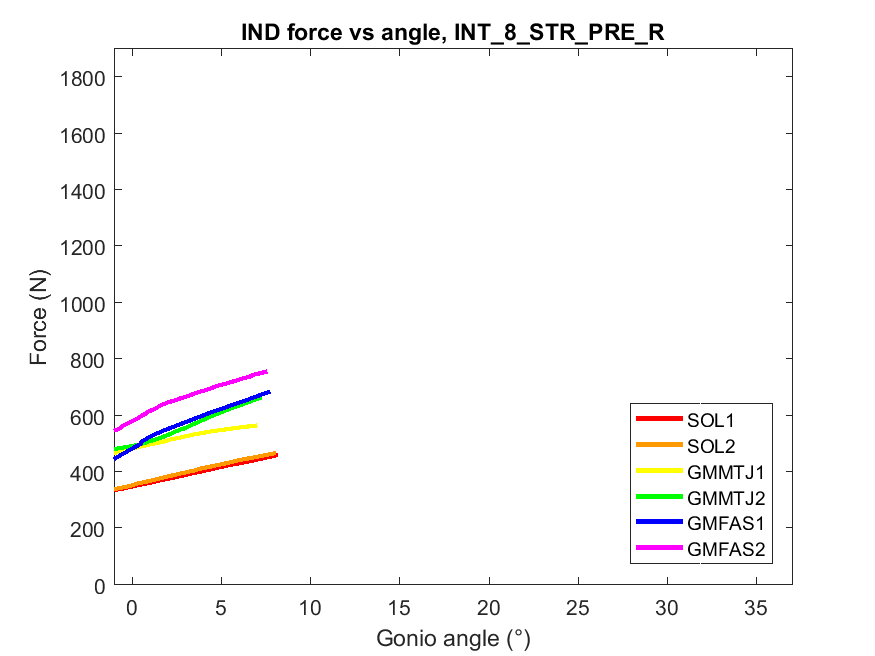 IND force vs angle, INT_8_STR_PRE_R
1800
1600
1400
1200
1000
800
600
400
200
0
Force (N)
0 5 10 15 20 25 30 35
Gonio angle (°)
SOL1
SOL2
GMMTJ1
GMMTJ2
GMFAS1
GMFAS2